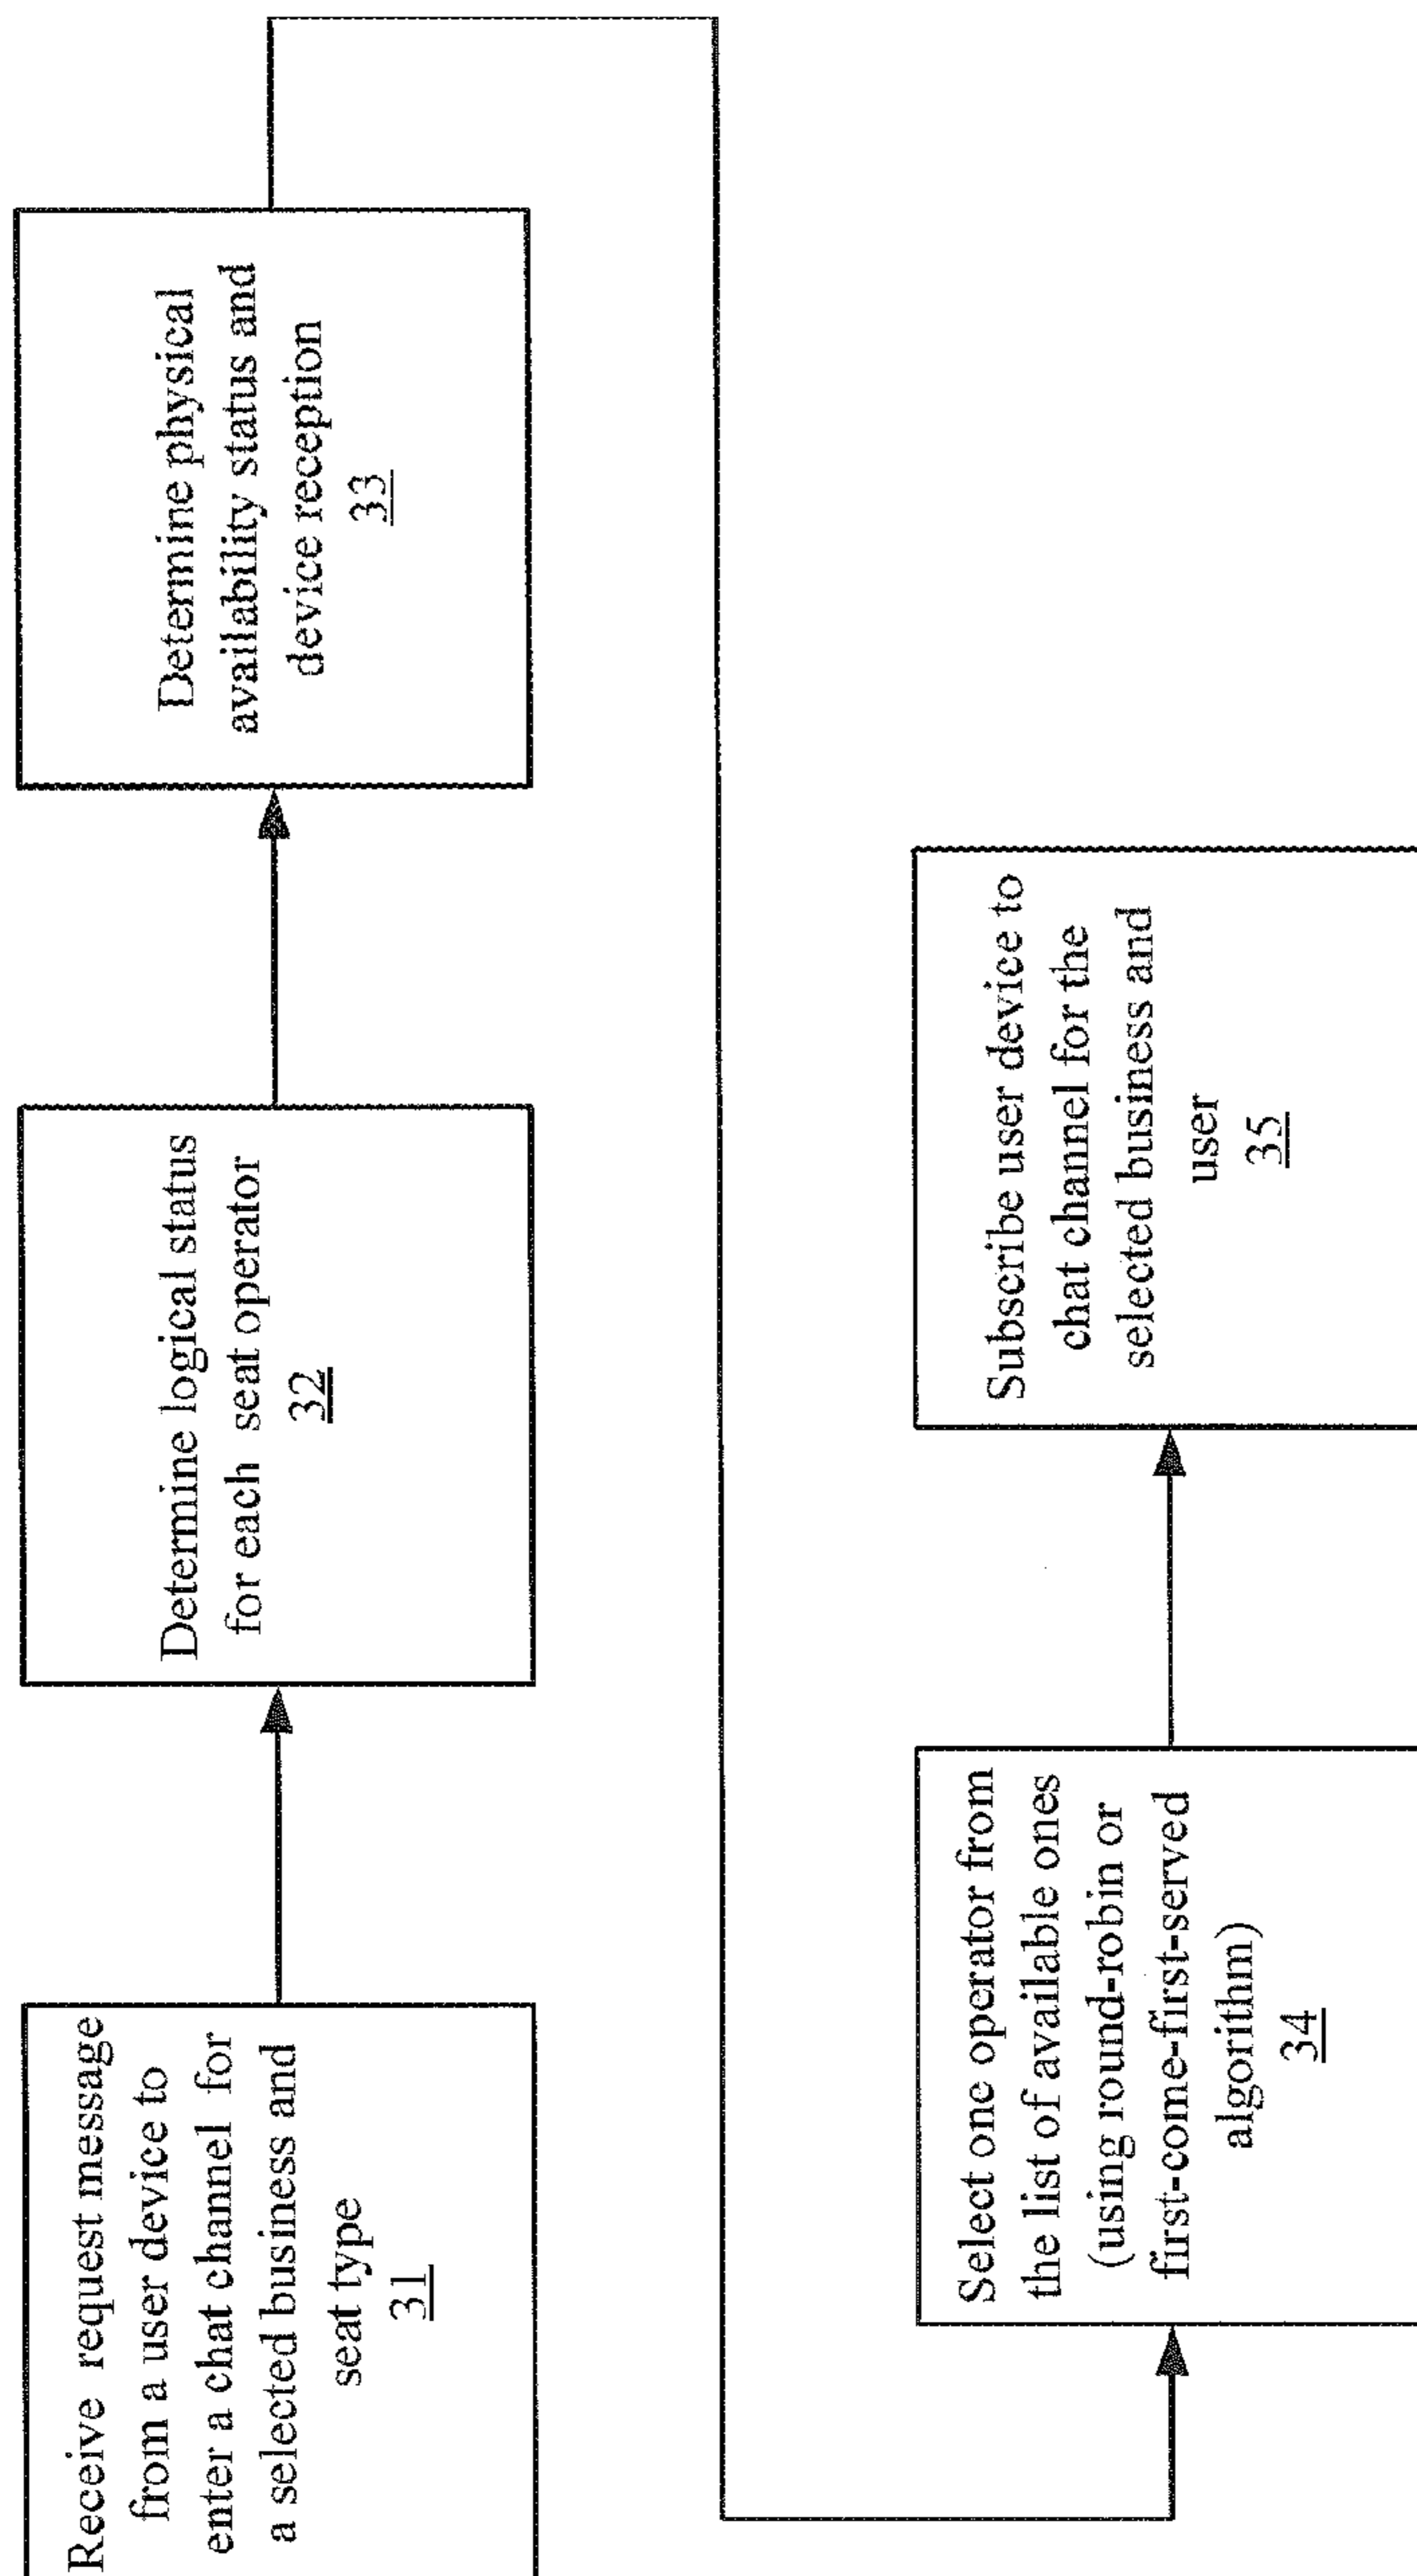 Receive request message
from a user device to
enter a chat channel for
a selected business and
seat type
31
Determine logical status
for each seat operator
32
Determine physical
availability status and
device reception
33
Select one operator from
the list of available ones
(using round-robin or
first-come-first-served
algorithm)
34
Subscribe user device to
chat channel for the
selected business and
user
35